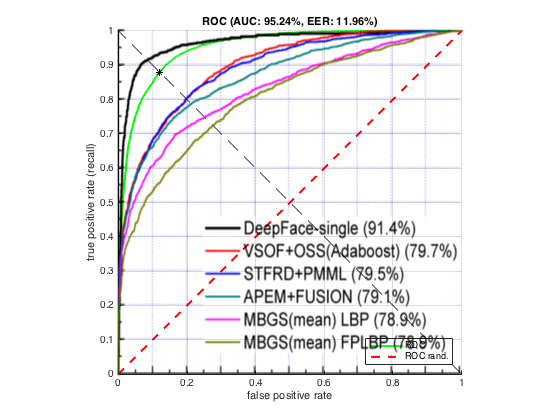 ROC (AUC: 95.24%, EER: 11.96%)
true positive rate (recall)
1
0.9
0.8
0.7
0.6
0.5
0.4
0.3
0.2
0.1
0
DeepFace-single (91.4%)
VSOF+OSS(Adaboost) (79.7%)
STFRD+PMML (79.5%)
APEM+FUSION (79.1%)
MBGS(mean) LBP (78.9%)
MBGS(mean) FPLBP
ROC rand.
0 0.2 0.4 0.6 0.8 1
false positive rate